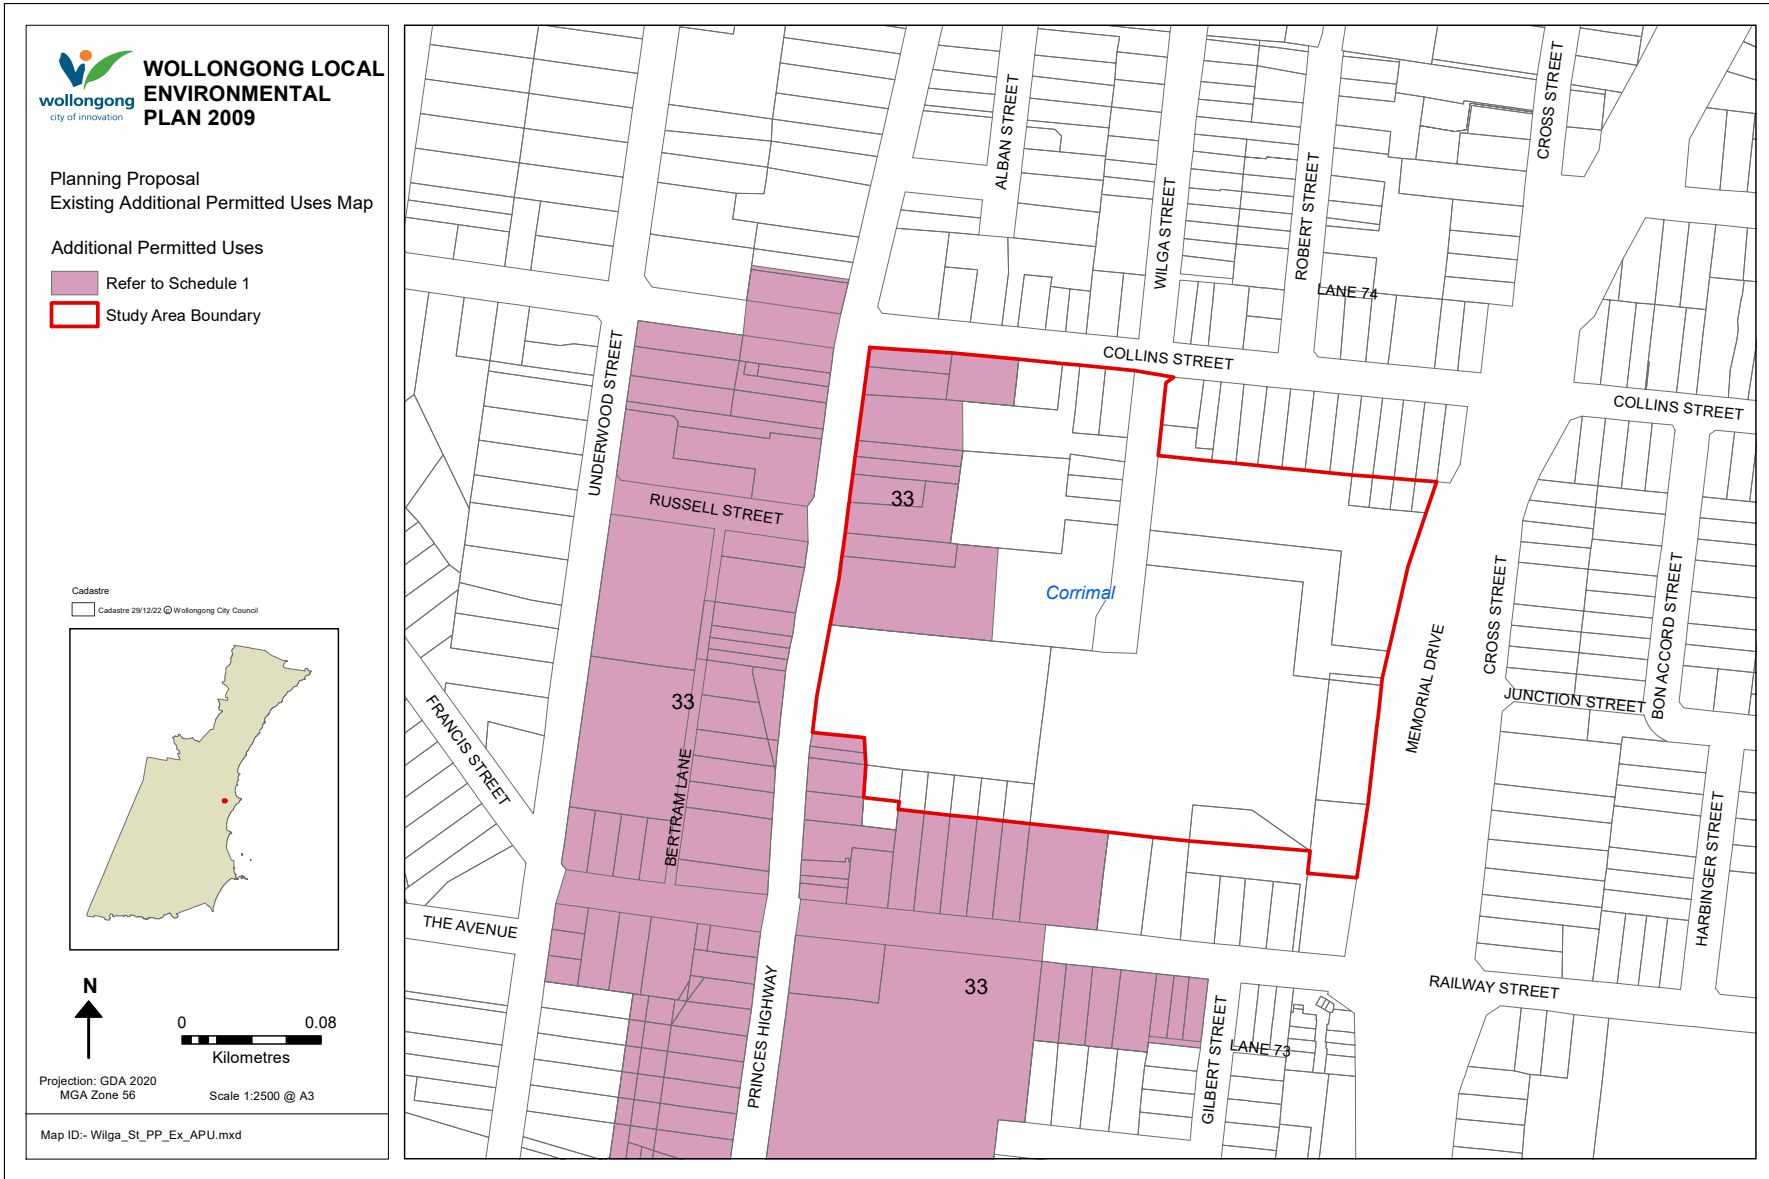 wollongong
city of innovation
WOLLONGONG LOCAL
ENVIRONMENTAL
PLAN 2009
Planning Proposal
Existing Additional Permitted Uses Map
Additional Permitted Uses
Refer to Schedule 1
Study Area Boundary
Cadastre
Cadastre 29/12/22 © Wollongong City Council
N
0 0.08
Kilometres
Projection: GDA 2020
MGA Zone 56
Scale 1:2500 @ A3
Map ID:- Wilga_St_PP_Ex_APU.mxd
ALBAN STREET
WILGA STREET
ROBERT STREET
CROSS STREET
LANE 74
COLLINS STREET
COLLINS STREET
UNDERWOOD STREET
RUSSELL STREET
33
Corrimal
CROSS STREET
BON ACCORD STREET
JUNCTION STREET
MEMORIAL DRIVE
33
FRANCIS STREET
BERTRAM LANE
HARBINGER STREET
THE AVENUE
PRINCES HIGHWAY
33
RAILWAY STREET
GILBERT STREET
LANE 73